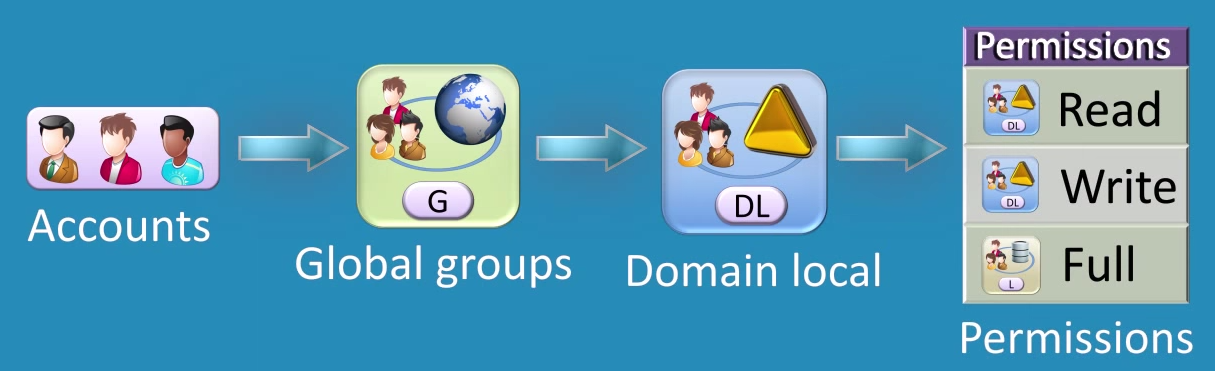 Accounts
G
Global groups
DL
Domain local
Permissions
DL
Read
DL
Write
L
Full
Permissions